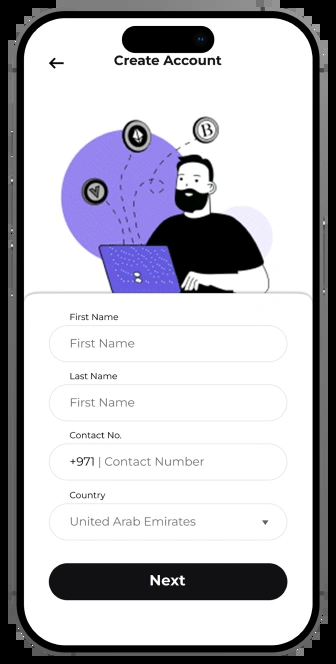 Create Account
B
First Name
First Name
Last Name
First Name
Contact No.
+971 | Contact Number
Country
United Arab Emirates
Next